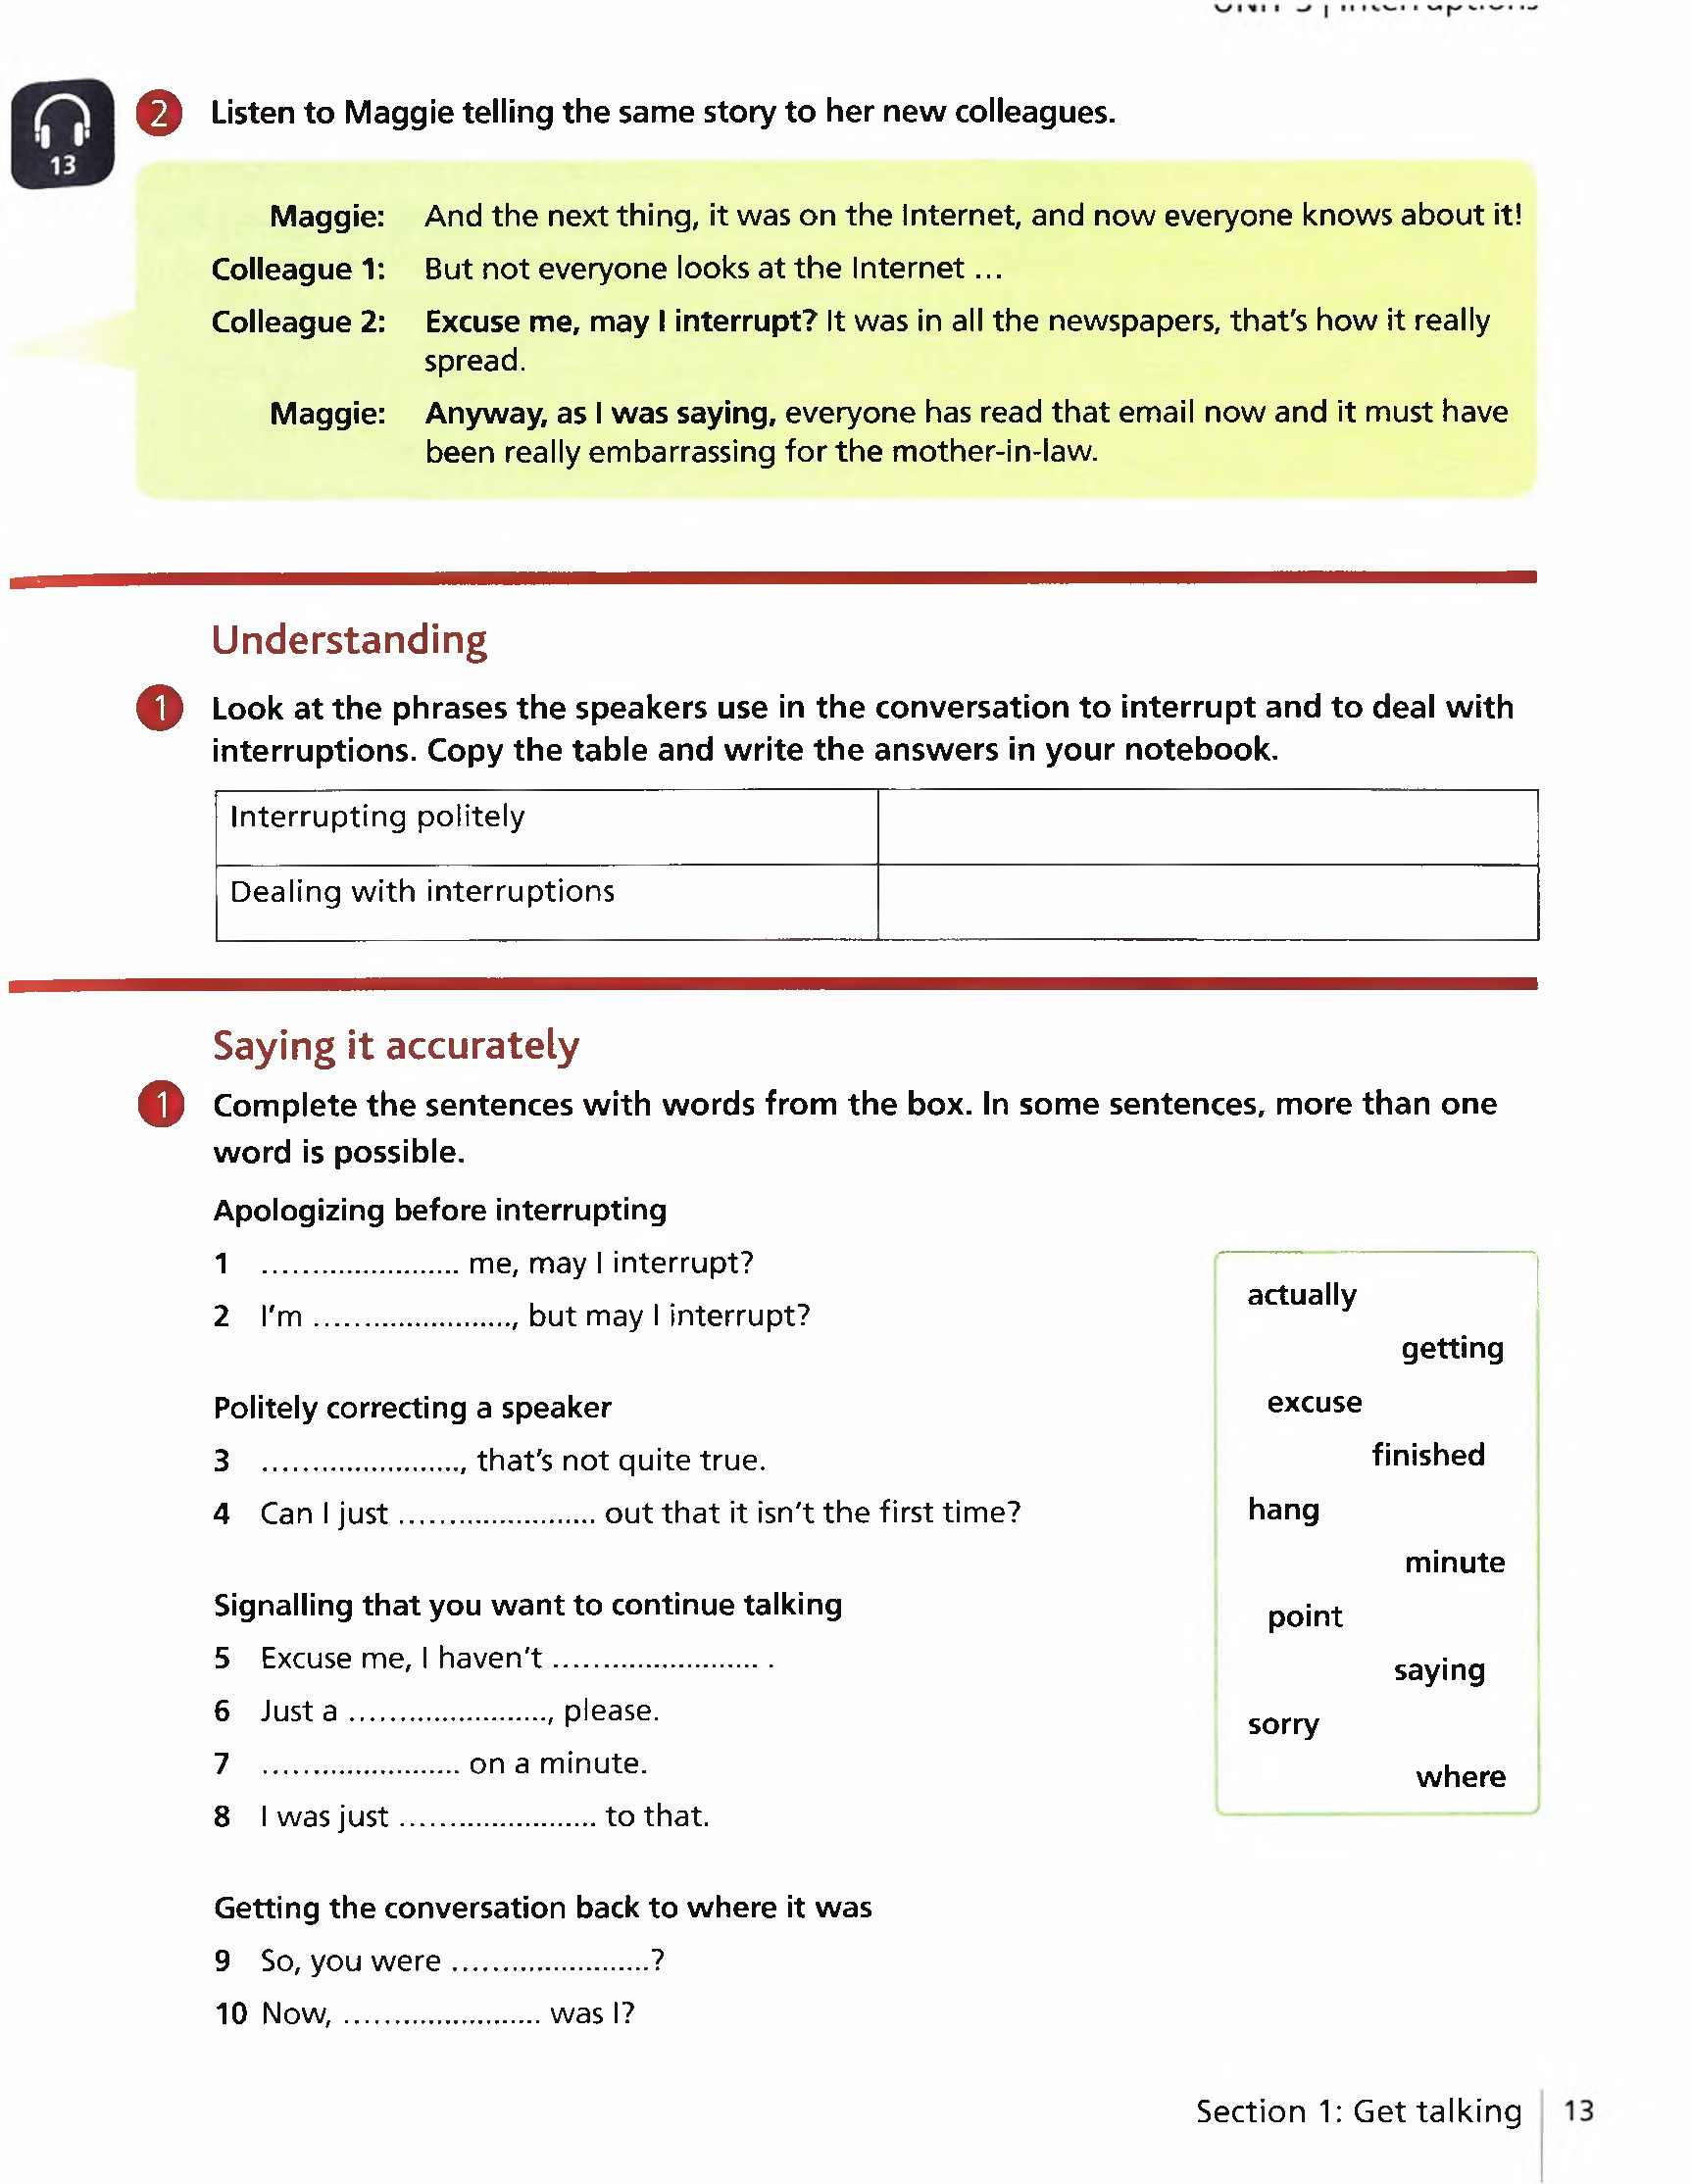 13
2 Listen to Maggie telling the same story to her new colleagues.
Maggie: And the next thing, it was on the Internet, and now everyone knows about it!
Colleague 1: But not everyone looks at the Internet ...
Colleague 2: Excuse me, may I interrupt? It was in all the newspapers, that's how it really
spread.
Maggie: Anyway, as I was saying, everyone has read that email now and it must have
been really embarrassing for the mother-in-law.
Understanding
1 Look at the phrases the speakers use in the conversation to interrupt and to deal with
interruptions. Copy the table and write the answers in your notebook.
Interrupting politely
Dealing with interruptions
Saying it accurately
1 Complete the sentences with words from the box. In some sentences, more than one
word is possible.
Apologizing before interrupting
1 ....................... me, may I interrupt?
2 I'm ......................., but may I interrupt?
Politely correcting a speaker
3 ......................., that's not quite true.
4 Can I just ....................... out that it isn't the first time?
Signalling that you want to continue talking
5 Excuse me, I haven't ........................ .
6 Just a ......................., please.
7 ....................... on a minute.
8 I was just ....................... to that.
Getting the conversation back to where it was
9 So, you were .......................?
10 Now, ....................... was I?
actually
getting
excuse
finished
hang
minute
point
saying
sorry
where
Section 1: Get talking 13